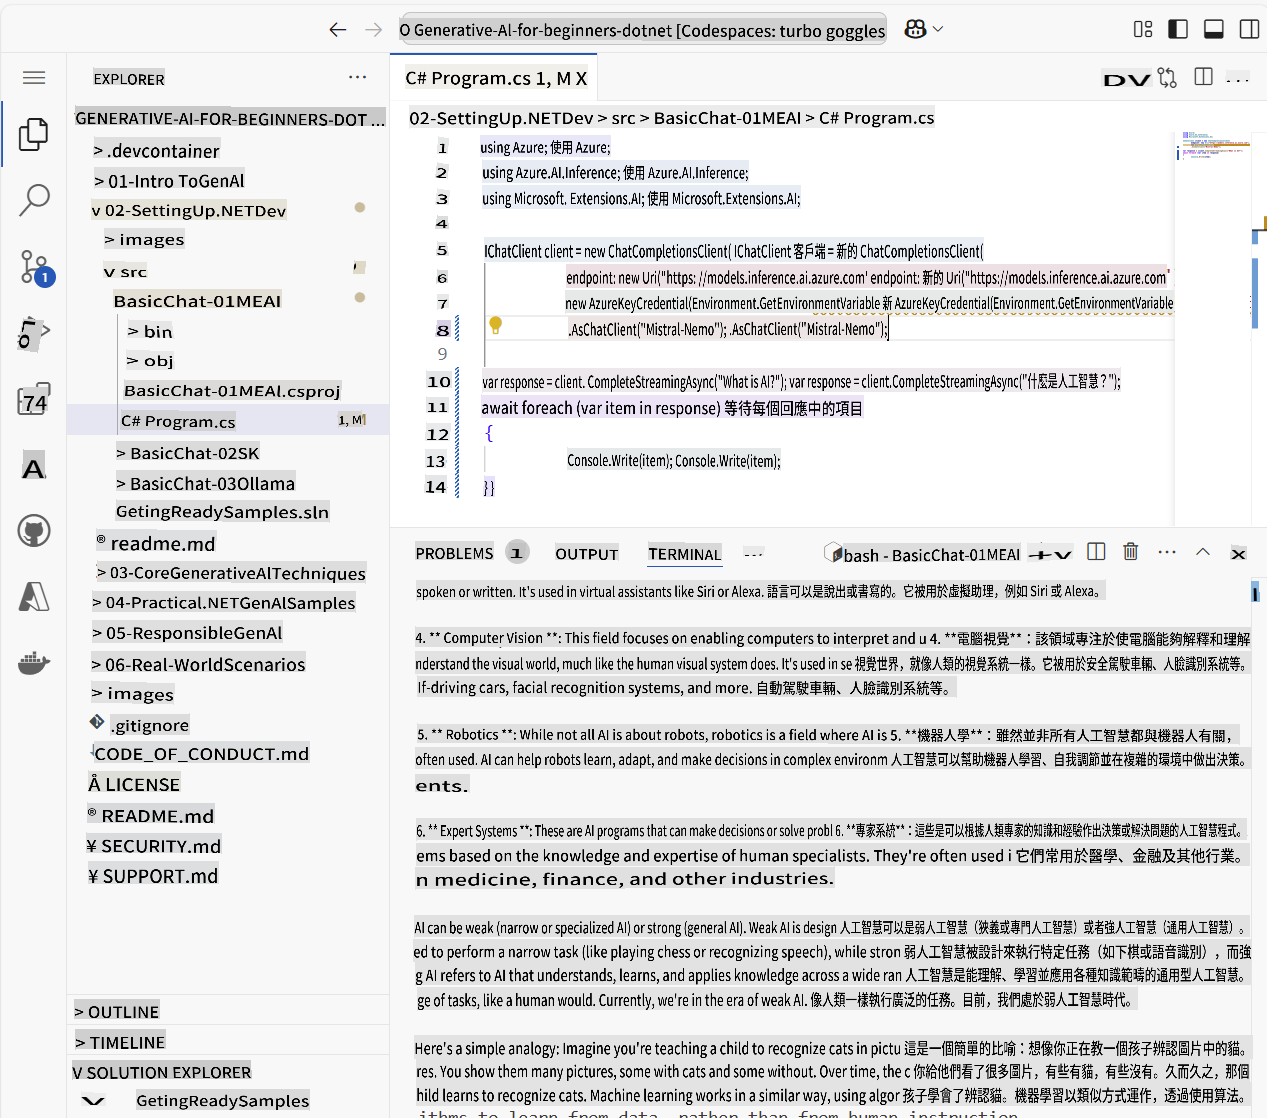 O Generative-AI-for-beginners-dotnet [Codespaces: turbo goggles
EXPLORER
GENERATIVE-AI-FOR-BEGINNERS-DOT ...
> .devcontainer
> 01-Intro ToGenAI
v 02-SettingUp.NETDev
> images
v src
BasicChat-01MEAI
> bin
> obj
BasicChat-01MEAI.csproj
C# Program.cs 1, M
> BasicChat-02SK
> BasicChat-03Ollama
GetingReadySamples.sln
® readme.md
> 03-CoreGenerativeAITechniques
> 04-Practical.NETGenAISamples
> 05-ResponsibleGenAI
> 06-Real-WorldScenarios
> images
.gitignore
CODE_OF_CONDUCT.md
Å LICENSE
® README.md
¥ SECURITY.md
¥ SUPPORT.md
> OUTLINE
> TIMELINE
V SOLUTION EXPLORER
GetingReadySamples
1
74
A
C# Program.cs 1, M X
DV
02-SettingUp.NETDev > src > BasicChat-01MEAI > C# Program.cs
1 using Azure; 使用 Azure;
2 using Azure.AI.Inference; 使用 Azure.AI.Inference;
3 using Microsoft. Extensions.AI; 使用 Microsoft.Extensions.AI;
4
5 IChatClient client = new ChatCompletionsClient( IChatClient 客戶端 = 新的 ChatCompletionsClient(
6 endpoint: new Uri("https: //models.inference.ai.azure.com' endpoint: 新的 Uri("https://models.inference.ai.azure.com'
7 new AzureKeyCredential(Environment.GetEnvironmentVariable 新 AzureKeyCredential(Environment.GetEnvironmentVariable
8 .AsChatClient("Mistral-Nemo"); .AsChatClient("Mistral-Nemo");
9
10 var response = client. CompleteStreamingAsync("What is AI?"); var response = client.CompleteStreamingAsync("什麼是人工智慧？");
11 await foreach (var item in response) 等待每個回應中的項目
12 {
13 Console.Write(item); Console.Write(item);
14 }}
PROBLEMS 1 OUTPUT TERMINAL ... bash - BasicChat-01MEAI
spoken or written. It's used in virtual assistants like Siri or Alexa. 語言可以是說出或書寫的。它被用於虛擬助理，例如 Siri 或 Alexa。
4. ** Computer Vision **: This field focuses on enabling computers to interpret and u 4. **電腦視覺**：該領域專注於使電腦能夠解釋和理解
nderstand the visual world, much like the human visual system does. It's used in se 視覺世界，就像人類的視覺系統一樣。它被用於安全駕駛車輛、人臉識別系統等。
lf-driving cars, facial recognition systems, and more. 自動駕駛車輛、人臉識別系統等。
5. ** Robotics **: While not all AI is about robots, robotics is a field where AI is 5. **機器人學**：雖然並非所有人工智慧都與機器人有關，
often used. AI can help robots learn, adapt, and make decisions in complex environm 人工智慧可以幫助機器人學習、自我調節並在複雜的環境中做出決策。
ents.
6. ** Expert Systems **: These are AI programs that can make decisions or solve probl 6. **專家系統**：這些是可以根據人類專家的知識和經驗作出決策或解決問題的人工智慧程式。
ems based on the knowledge and expertise of human specialists. They're often used i 它們常用於醫學、金融及其他行業。
n medicine, finance, and other industries.
AI can be weak (narrow or specialized AI) or strong (general AI). Weak AI is design 人工智慧可以是弱人工智慧（狹義或專門人工智慧）或者強人工智慧（通用人工智慧）。
ed to perform a narrow task (like playing chess or recognizing speech), while stron 弱人工智慧被設計來執行特定任務（如下棋或語音識別），而強
g AI refers to AI that understands, learns, and applies knowledge across a wide ran 人工智慧是能理解、學習並應用各種知識範疇的通用型人工智慧。
ge of tasks, like a human would. Currently, we're in the era of weak AI. 像人類一樣執行廣泛的任務。目前，我們處於弱人工智慧時代。
Here's a simple analogy: Imagine you're teaching a child to recognize cats in pictu 這是一個簡單的比喻：想像你正在教一個孩子辨認圖片中的貓。
res. You show them many pictures, some with cats and some without. Over time, the c 你給他們看了很多圖片，有些有貓，有些沒有。久而久之，那個
hild learns to recognize cats. Machine learning works in a similar way, using algor 孩子學會了辨認貓。機器學習以類似方式運作，透過使用算法。
ithms to learn from data, rather than from human instruction